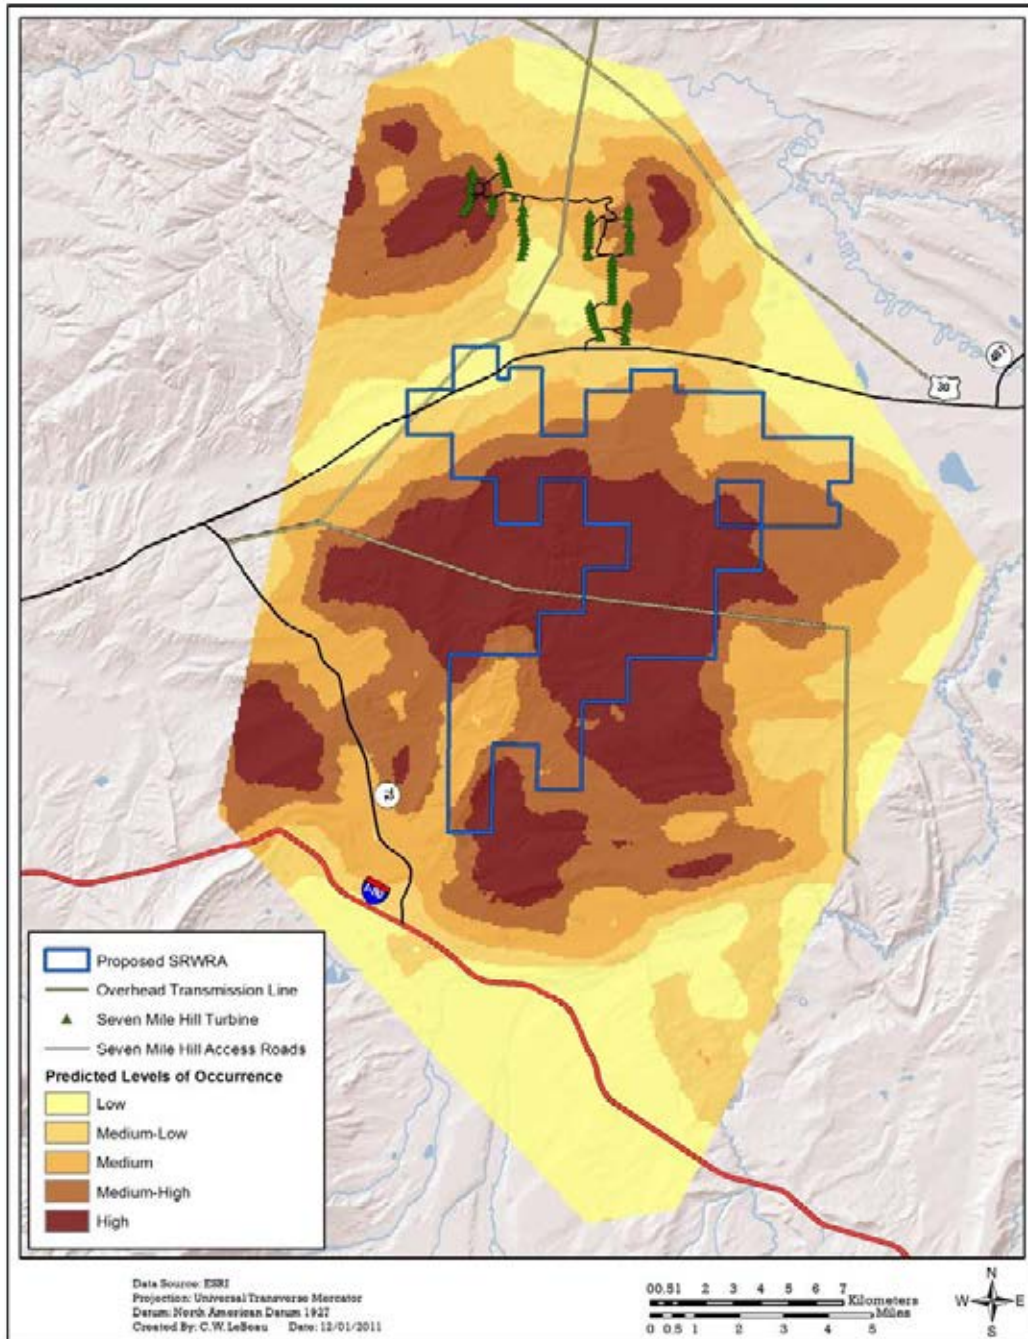 30
Proposed SRWRA
Overhead Transmission Line
Seven Mile Hill Turbine
Seven Mile Hill Access Roads
Predicted Levels of Occurrence
Low
Medium-Low
Medium
Medium-High
High
Data Source: ESRI
Projection: Universal Transverse Mercator
Datum: North American Datum 1927
Created By: C.W. LeBeau Date: 12/01/2011
0 0.5 1 2 3 4 5 6 7
Kilometers
Miles
0 0.5 1 2 3 4 5
N
W E
S